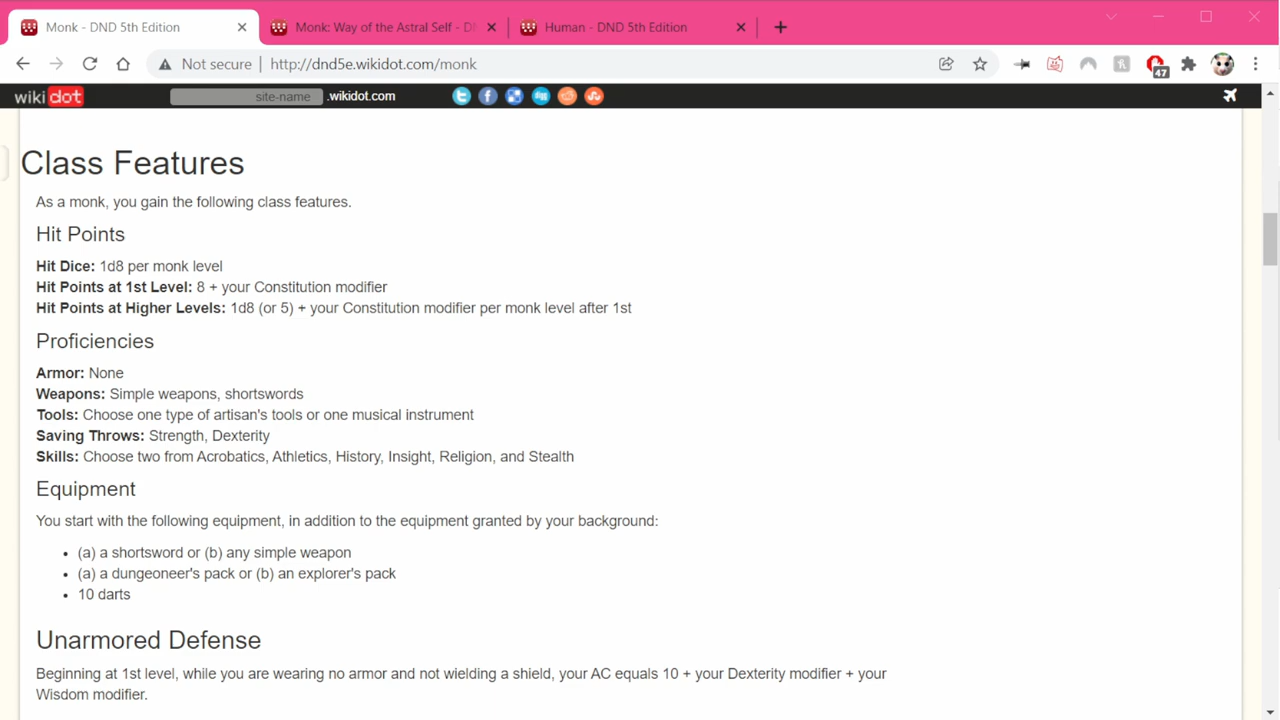 Monk - DND 5th Edition
Monk: Way of the Astral Self - D
Human - DND 5th Edition
Not secure | http://dnd5e.wikidot.com/monk
47
wikidot
site-name .wikidot.com
Class Features
As a monk, you gain the following class features.
Hit Points
Hit Dice: 1d8 per monk level
Hit Points at 1st Level: 8 + your Constitution modifier
Hit Points at Higher Levels: 1d8 (or 5) + your Constitution modifier per monk level after 1st
Proficiencies
Armor: None
Weapons: Simple weapons, shortswords
Tools: Choose one type of artisan's tools or one musical instrument
Saving Throws: Strength, Dexterity
Skills: Choose two from Acrobatics, Athletics, History, Insight, Religion, and Stealth
Equipment
You start with the following equipment, in addition to the equipment granted by your background:
• (a) a shortsword or (b) any simple weapon
• (a) a dungeoneer's pack or (b) an explorer's pack
• 10 darts
Unarmored Defense
Beginning at 1st level, while you are wearing no armor and not wielding a shield, your AC equals 10 + your Dexterity modifier + your
Wisdom modifier.